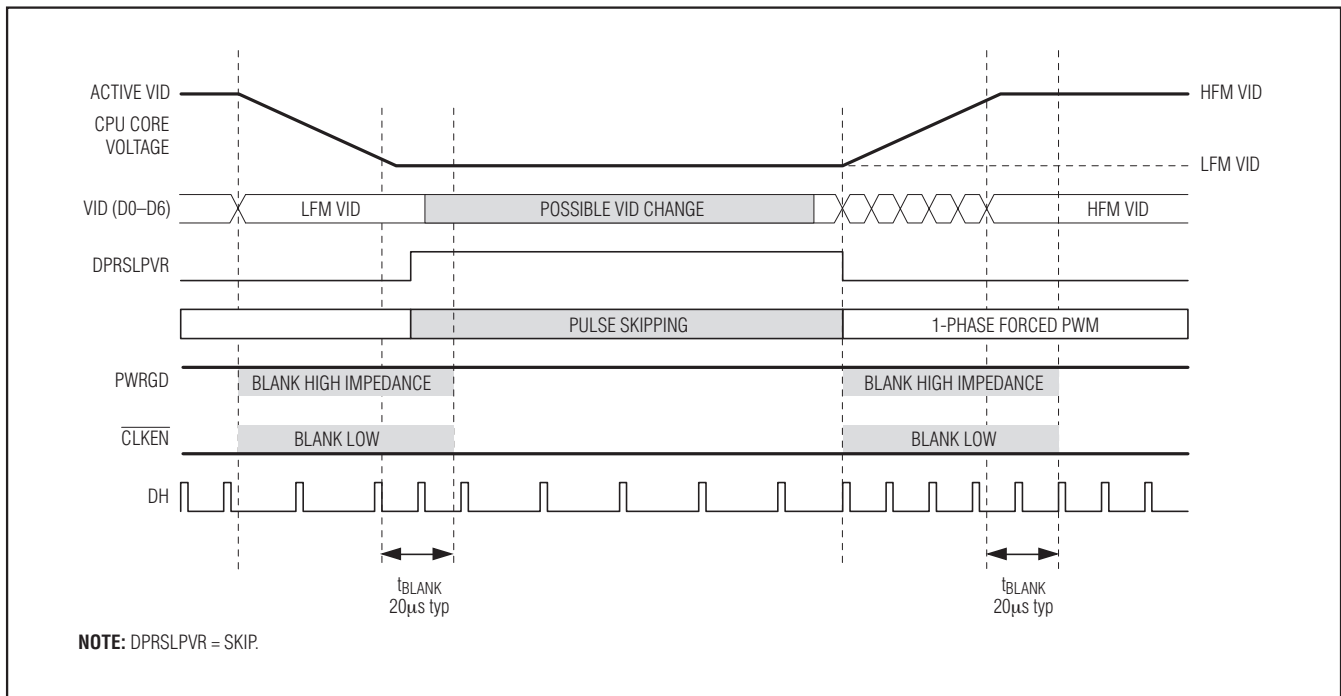 ACTIVE VID
HFM VID
CPU CORE
VOLTAGE
LFM VID
VID (D0–D6)
LFM VID
POSSIBLE VID CHANGE
HFM VID
DPRSLPVR
PULSE SKIPPING
1-PHASE FORCED PWM
PWRGD
BLANK HIGH IMPEDANCE
BLANK HIGH IMPEDANCE
CLKEN
BLANK LOW
BLANK LOW
DH
tBLANK
20μs typ
tBLANK
20μs typ
NOTE: DPRSLPVR = SKIP.